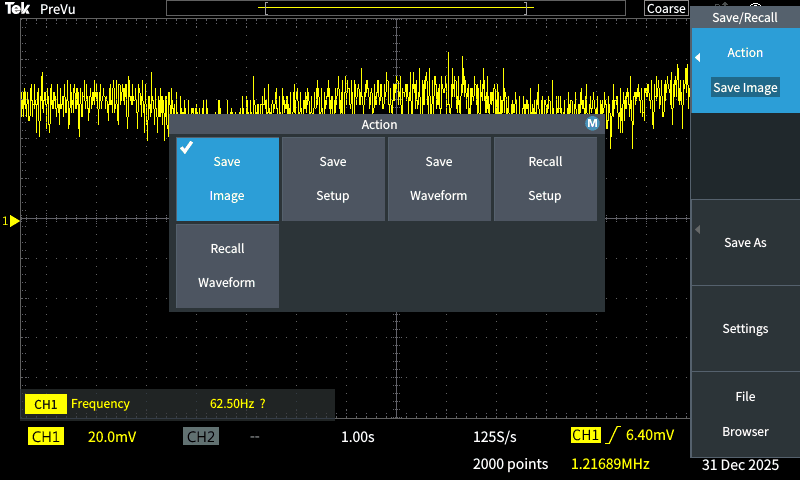 Tek PreVu Coarse
Save/Recall
Action
Save Image
Action M
Save
Image
Save
Setup
Save
Waveform
Recall
Setup
Recall
Waveform
Save As
Settings
File
Browser
1
CH1 Frequency 62.50Hz ?
CH1 20.0mV CH2 -- 1.00s 125S/s CH1 6.40mV
2000 points 1.21689MHz 31 Dec 2025